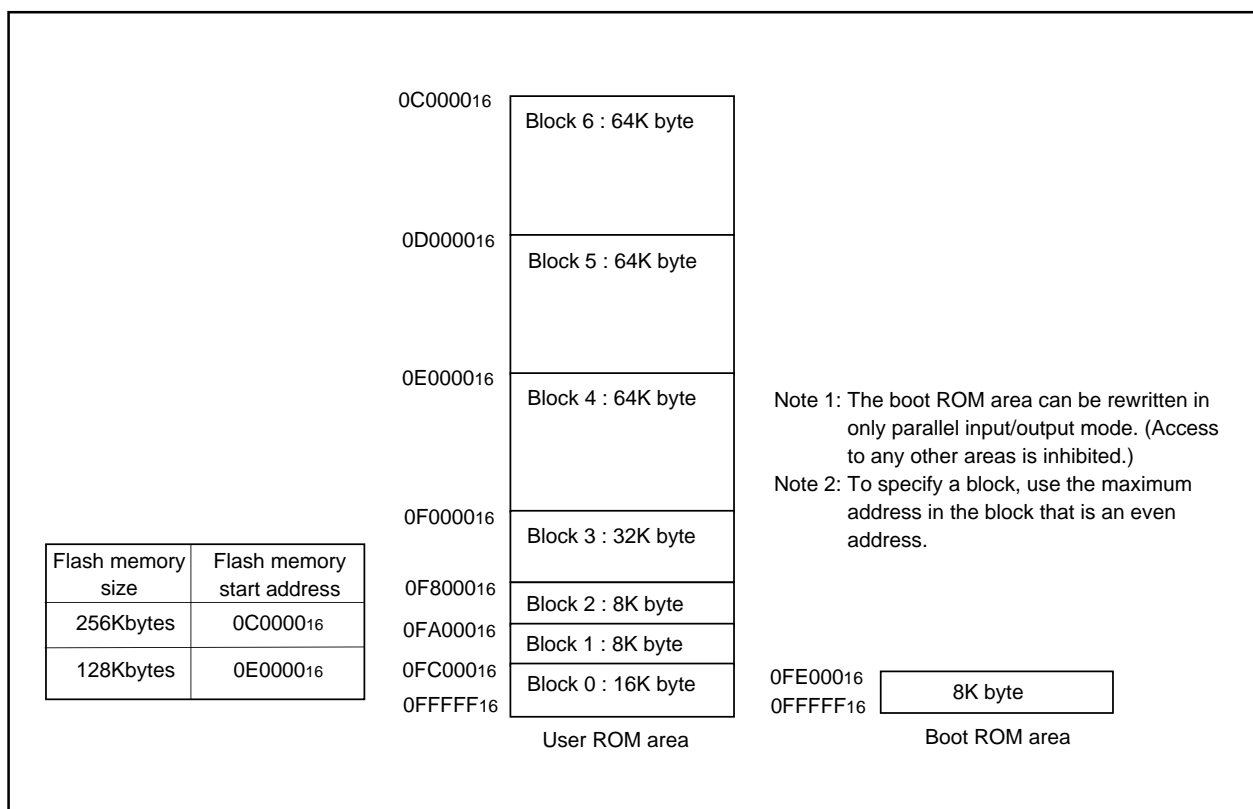 0C000016
Block 6 : 64K byte
0D000016
Block 5 : 64K byte
0E000016
Block 4 : 64K byte
0F000016
Block 3 : 32K byte
0F800016
Block 2 : 8K byte
0FA00016
Block 1 : 8K byte
0FC00016
Block 0 : 16K byte
0FFFFF16
User ROM area
Flash memory size
Flash memory start address
256Kbytes
0C000016
128Kbytes
0E000016
Note 1: The boot ROM area can be rewritten in
only parallel input/output mode. (Access
to any other areas is inhibited.)
Note 2: To specify a block, use the maximum
address in the block that is an even
address.
0FE00016
8K byte
0FFFFF16
Boot ROM area